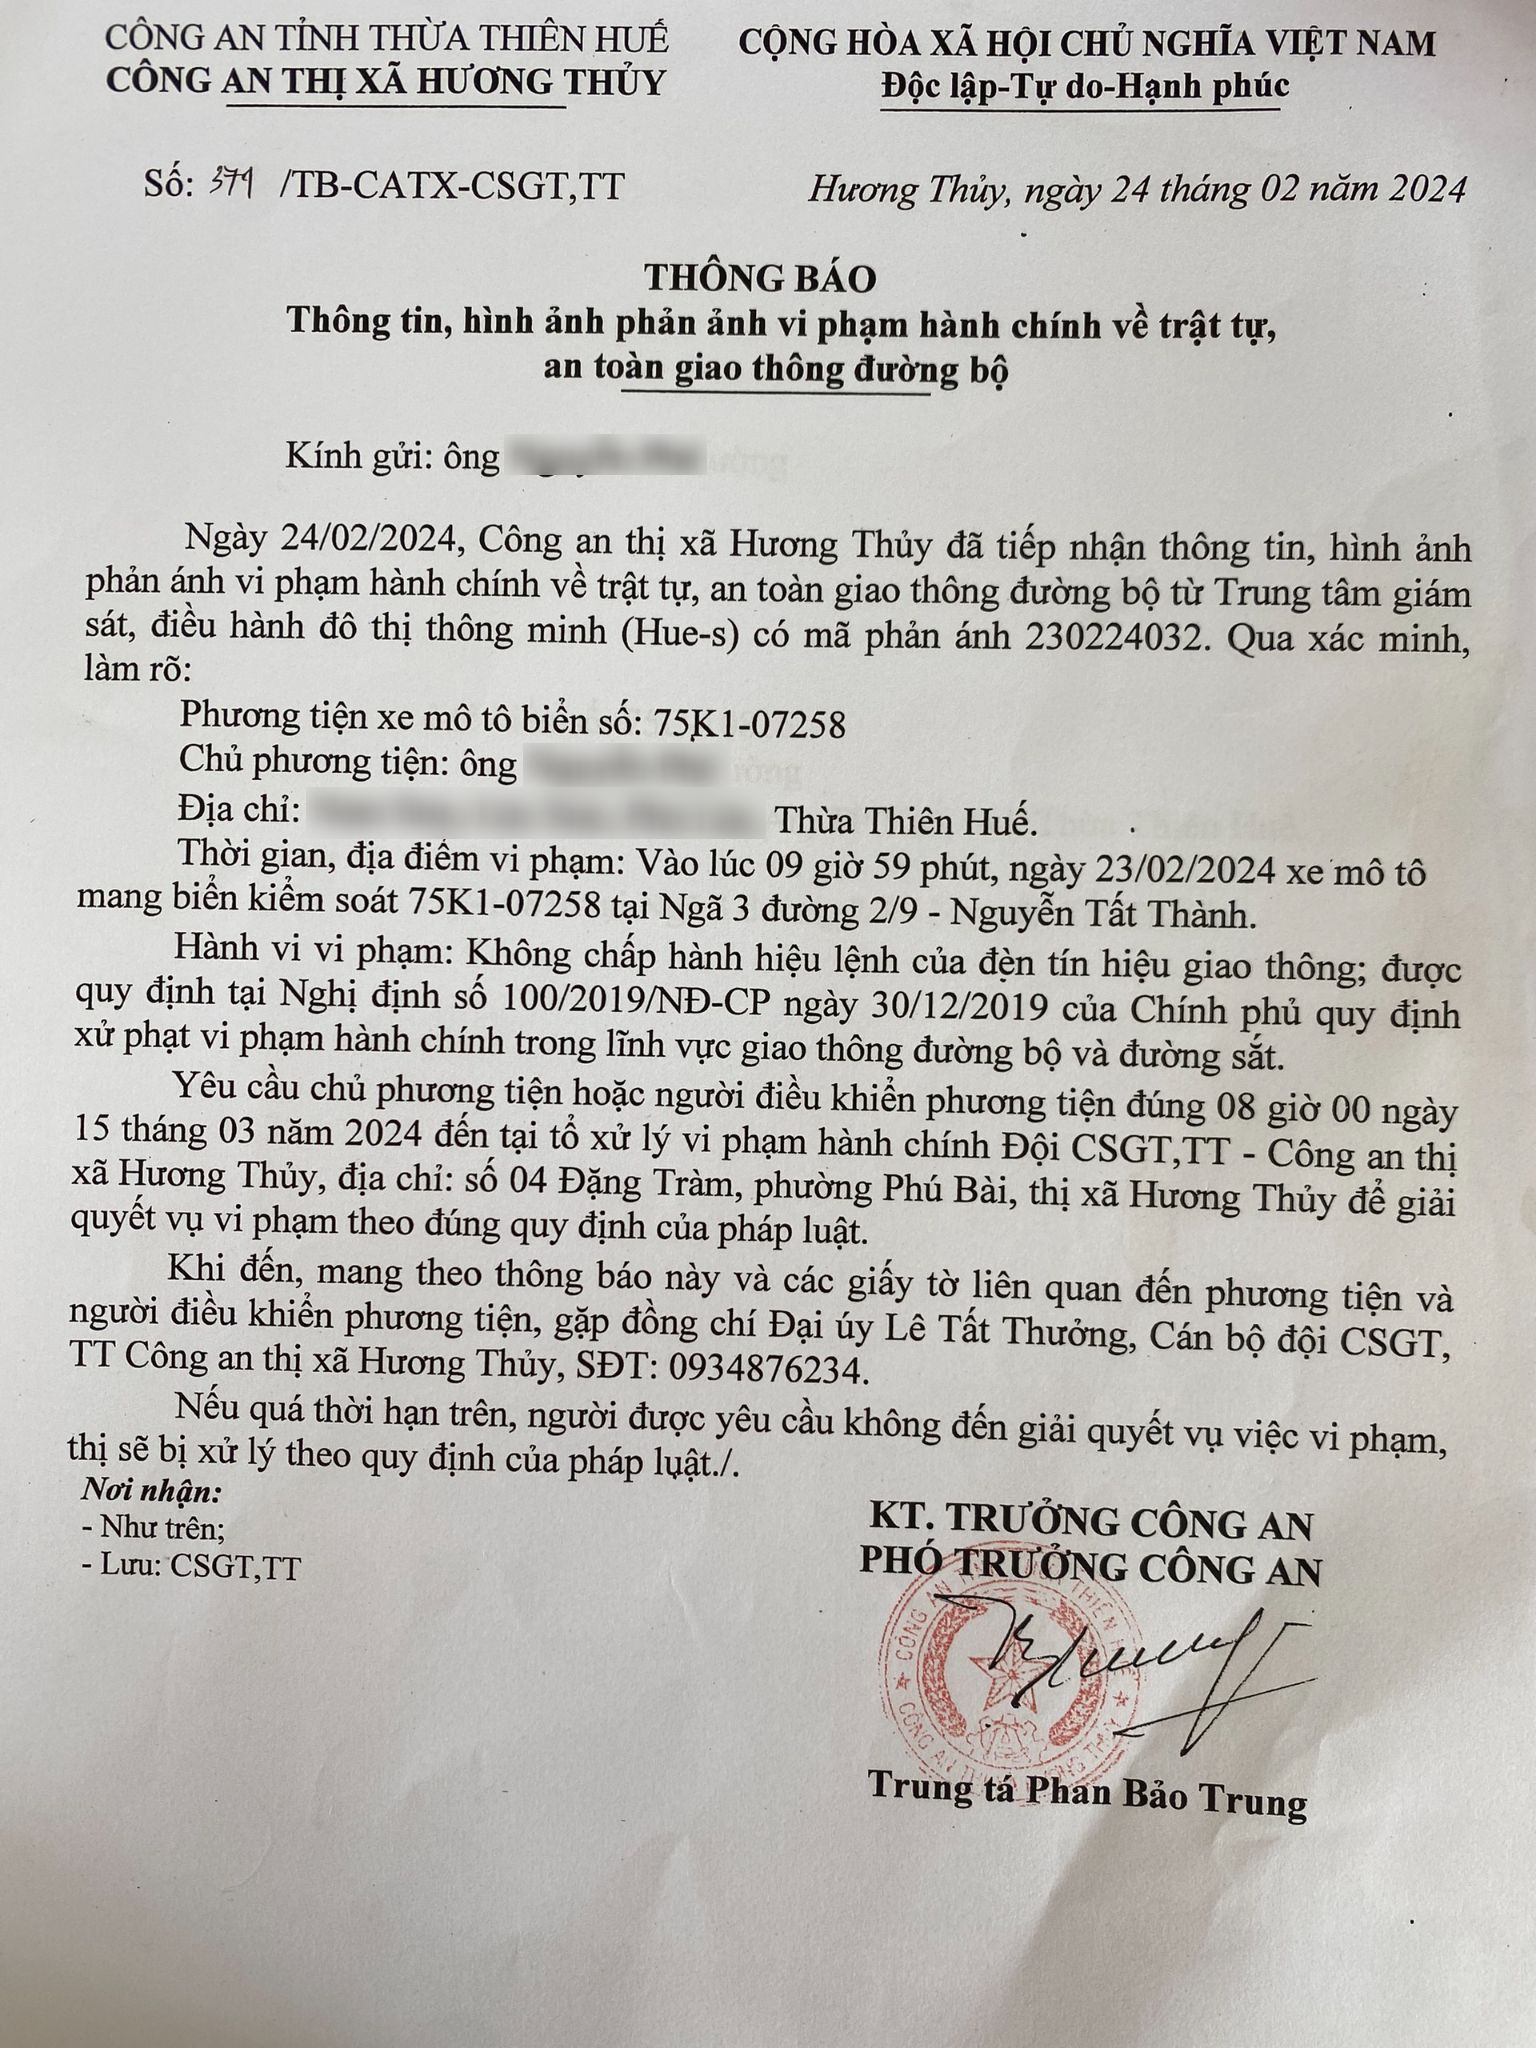 CÔNG AN TỈNH THỪA THIÊN HUẾ
CÔNG AN THỊ XÃ HƯƠNG THỦY
CỘNG HÒA XÃ HỘI CHỦ NGHĨA VIỆT NAM
Độc lập-Tự do-Hạnh phúc
Số: 379 /TB-CATX-CSGT,TT
Hương Thủy, ngày 24 tháng 02 năm 2024
THÔNG BÁO
Thông tin, hình ảnh phản ảnh vi phạm hành chính về trật tự,
an toàn giao thông đường bộ
Kính gửi: ông
Ngày 24/02/2024, Công an thị xã Hương Thủy đã tiếp nhận thông tin, hình ảnh
phản ánh vi phạm hành chính về trật tự, an toàn giao thông đường bộ từ Trung tâm giám
sát, điều hành đô thị thông minh (Hue-s) có mã phản ánh 230224032. Qua xác minh,
làm rõ:
Phương tiện xe mô tô biển số: 75K1-07258
Chủ phương tiện: ông
Địa chỉ: Thừa Thiên Huế.
Thời gian, địa điểm vi phạm: Vào lúc 09 giờ 59 phút, ngày 23/02/2024 xe mô tô
mang biển kiểm soát 75K1-07258 tại Ngã 3 đường 2/9 - Nguyễn Tất Thành.
Hành vi vi phạm: Không chấp hành hiệu lệnh của đèn tín hiệu giao thông; được
quy định tại Nghị định số 100/2019/NĐ-CP ngày 30/12/2019 của Chính phủ quy định
xử phạt vi phạm hành chính trong lĩnh vực giao thông đường bộ và đường sắt.
Yêu cầu chủ phương tiện hoặc người điều khiển phương tiện đúng 08 giờ 00 ngày
15 tháng 03 năm 2024 đến tại tổ xử lý vi phạm hành chính Đội CSGT,TT - Công an thị
xã Hương Thủy, địa chỉ: số 04 Đặng Tràm, phường Phú Bài, thị xã Hương Thủy để giải
quyết vụ vi phạm theo đúng quy định của pháp luật.
Khi đến, mang theo thông báo này và các giấy tờ liên quan đến phương tiện và
người điều khiển phương tiện, gặp đồng chí Đại úy Lê Tất Thưởng, Cán bộ đội CSGT,
TT Công an thị xã Hương Thủy, SĐT: 0934876234.
Nếu quá thời hạn trên, người được yêu cầu không đến giải quyết vụ việc vi phạm,
thị sẽ bị xử lý theo quy định của pháp luật./.
Nơi nhận:
- Như trên;
- Lưu: CSGT,TT
KT. TRƯỞNG CÔNG AN
PHÓ TRƯỞNG CÔNG AN
Trung tá Phan Bảo Trung